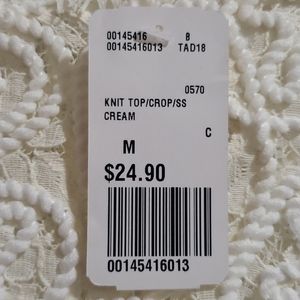 00145416 8
00145416013 TAD18
0570
KNIT TOP/CROP/SS
CREAM
C
M
$24.90
00145416013